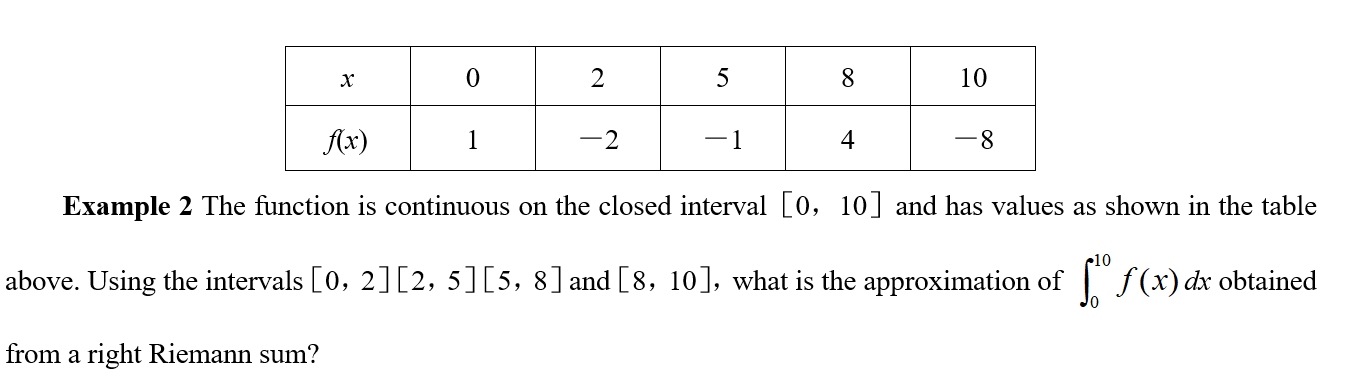 x 0 2 5 8 10
f(x) 1 −2 −1 4 −8
Example 2 The function is continuous on the closed interval [0, 10] and has values as shown in the table
above. Using the intervals [0, 2][2, 5][5, 8] and [8, 10], what is the approximation of ∫₀¹⁰ f(x) dx obtained
from a right Riemann sum?